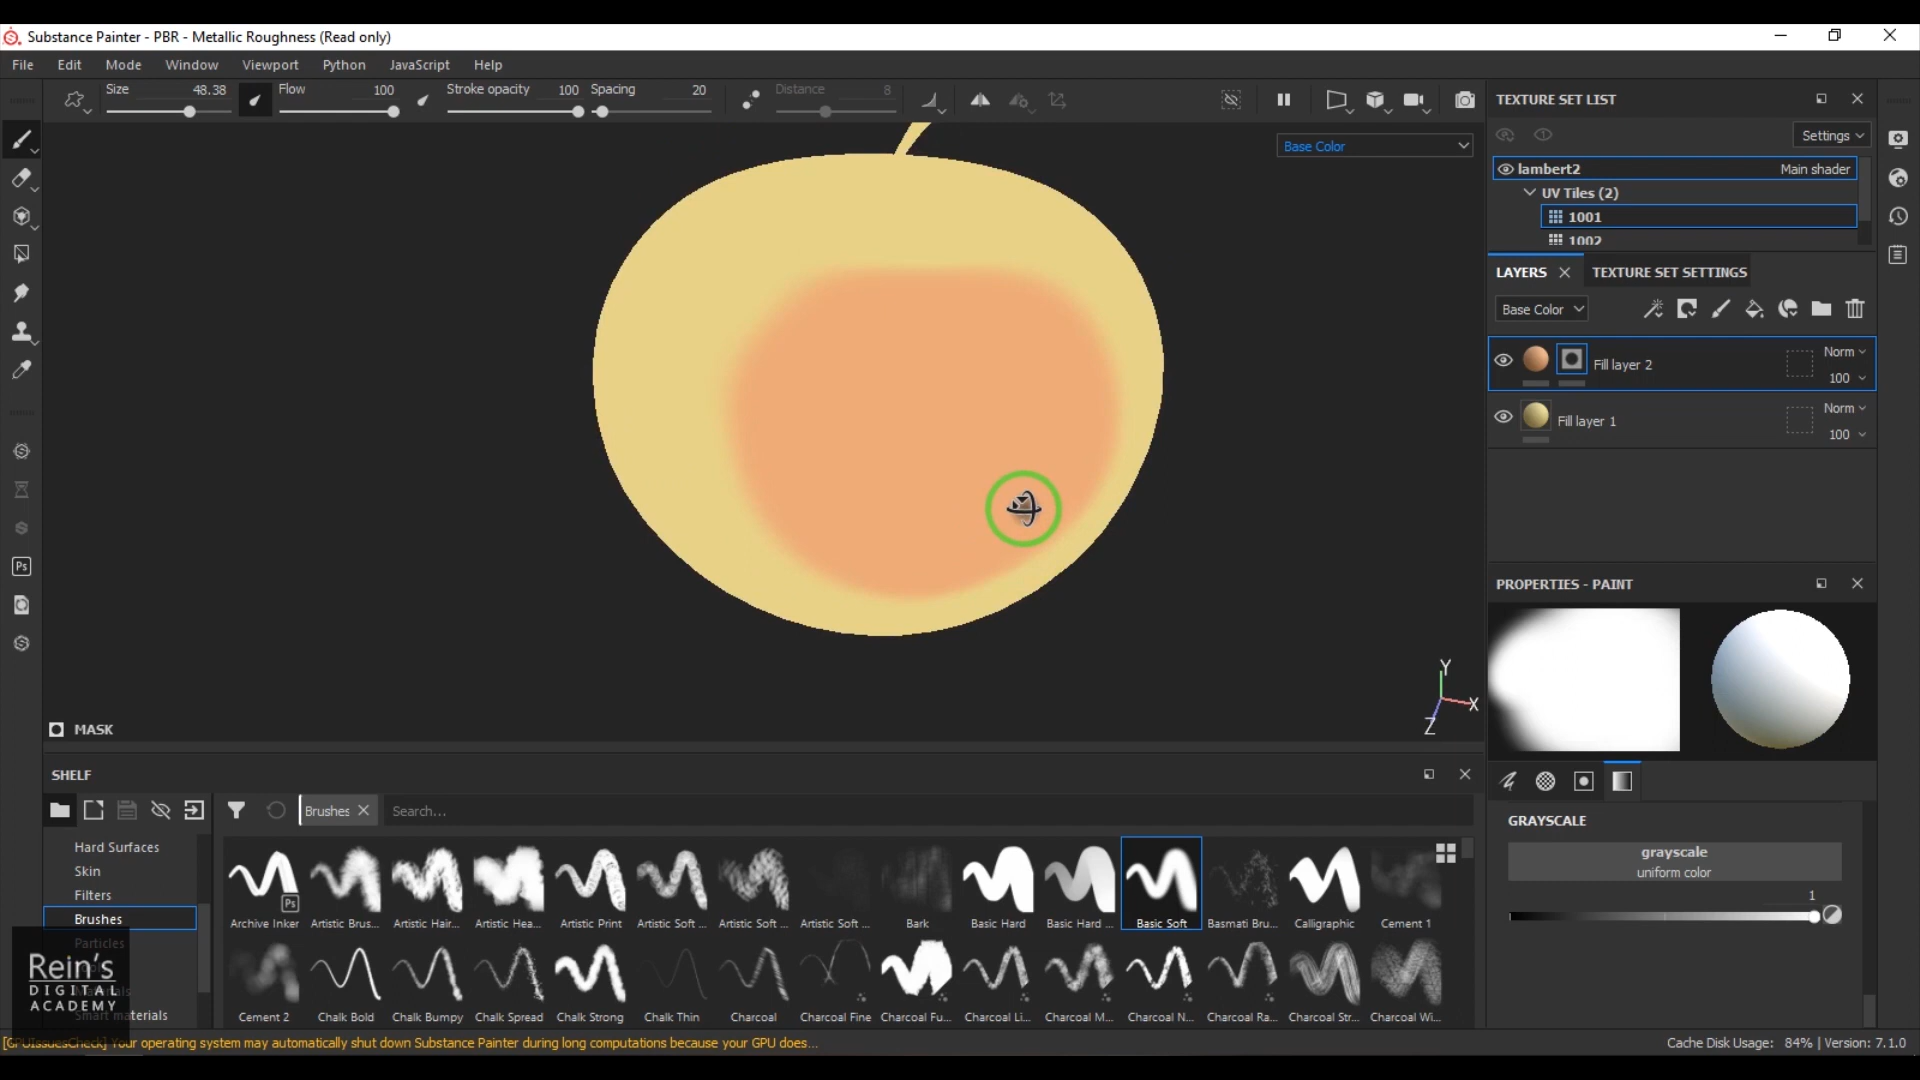 Substance Painter - PBR - Metallic Roughness (Read only)
File Edit Mode Window Viewport Python JavaScript Help
Size 48.38 Flow 100 Stroke opacity 100 Spacing 20 Distance 8
Base Color
MASK
Y
X
Z
TEXTURE SET LIST
Settings
lambert2 Main shader
UV Tiles (2)
1001
1002
LAYERS TEXTURE SET SETTINGS
Base Color
Fill layer 2 Norm 100
Fill layer 1 Norm 100
PROPERTIES - PAINT
GRAYSCALE
grayscale
uniform color
1
SHELF
Brushes Search...
Hard Surfaces
Skin
Filters
Brushes
Particles
Smart materials
Ps
Archive Inker Artistic Brus... Artistic Hair... Artistic Hea... Artistic Print Artistic Soft ... Artistic Soft ... Artistic Soft ... Bark Basic Hard Basic Hard ... Basic Soft Basmati Bru... Calligraphic Cement 1
Ps
Cement 2 Chalk Bold Chalk Bumpy Chalk Spread Chalk Strong Chalk Thin Charcoal Charcoal Fine Charcoal Fu... Charcoal Li... Charcoal M... Charcoal N... Charcoal Ra... Charcoal Str... Charcoal Wi...
Rein's
DIGITAL
ACADEMY
[GPUIssuesCheck] Your operating system may automatically shut down Substance Painter during long computations because your GPU does...
Cache Disk Usage: 84% | Version: 7.1.0